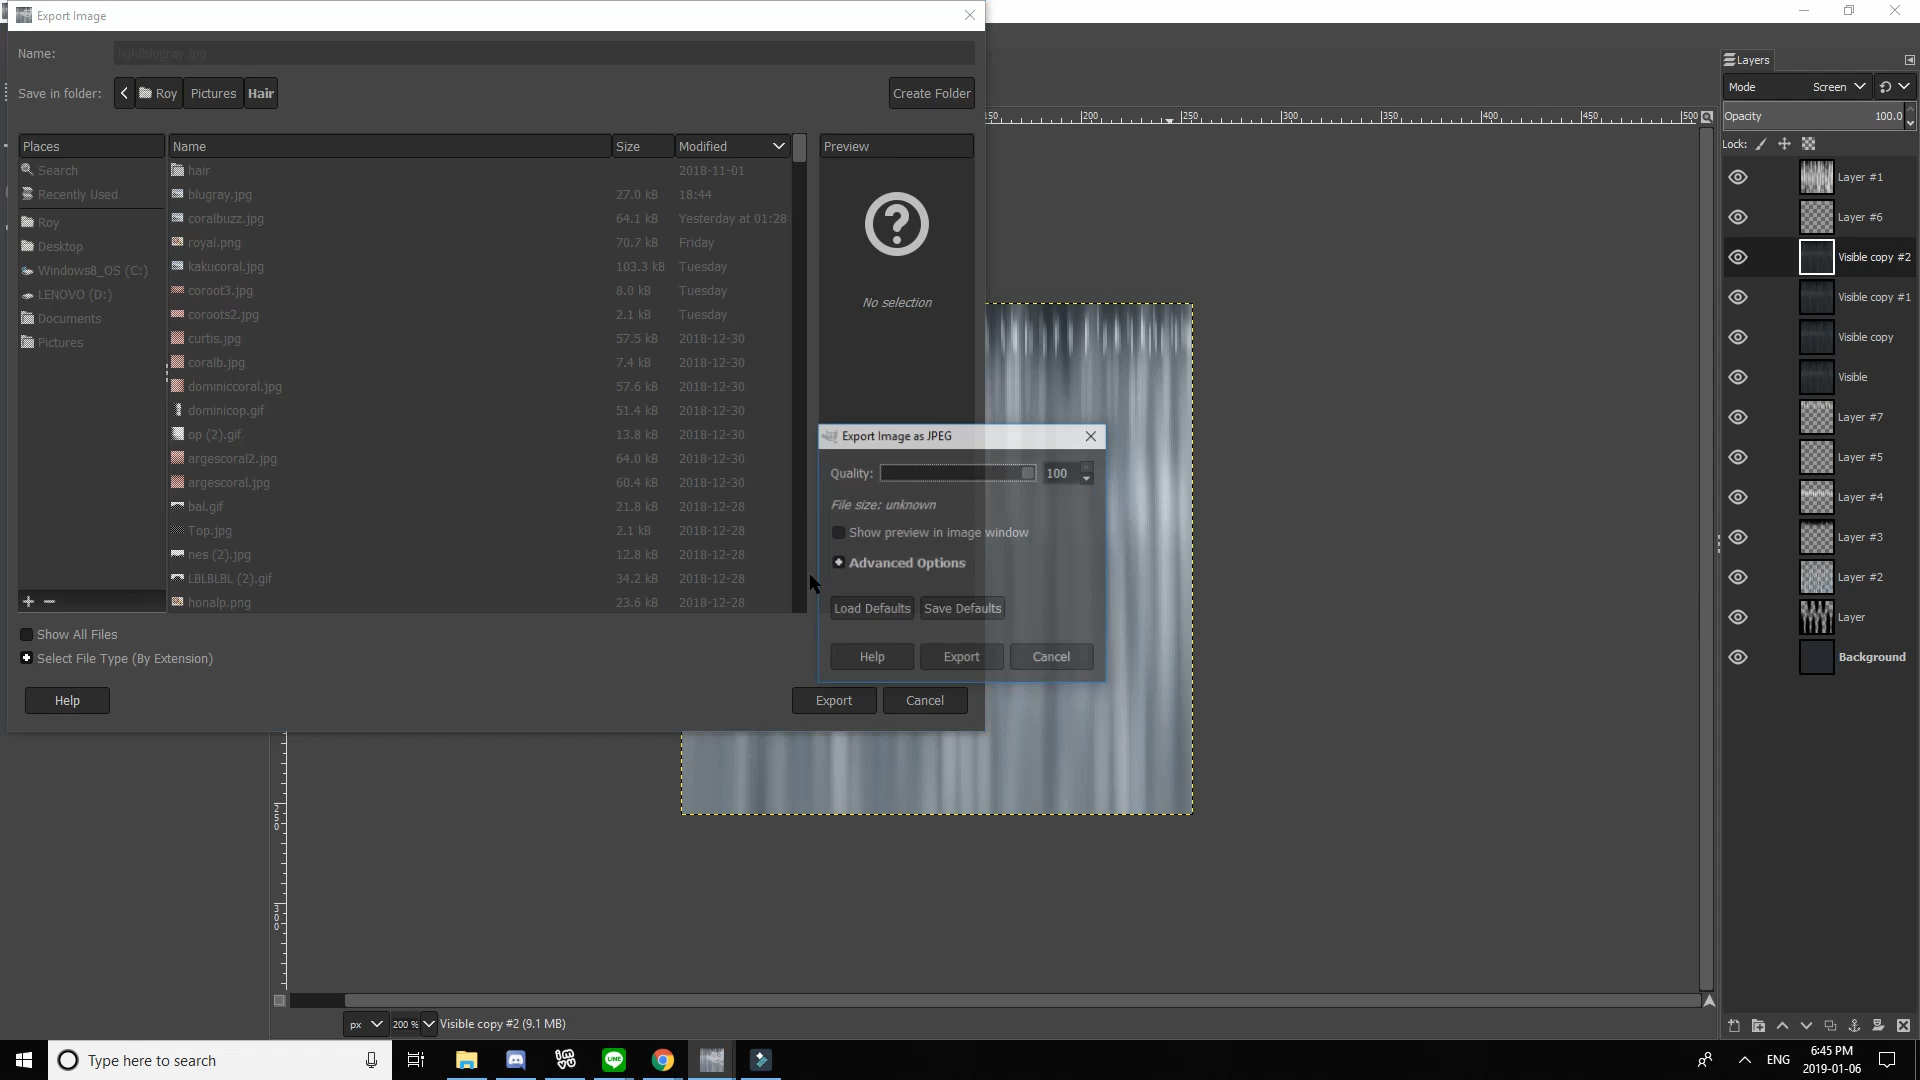 Export Image
Name: lightblugray.jpg
Save in folder: Roy Pictures Hair Create Folder
Places Name Size Modified Preview
Search
Recently Used
Roy
Desktop
Windows8_OS (C:)
LENOVO (D:)
Documents
Pictures
hair 2018-11-01
blugray.jpg 27.0 kB 18:44
coralbuzz.jpg 64.1 kB Yesterday at 01:28
royal.png 70.7 kB Friday
kakucoral.jpg 103.3 kB Tuesday
coroot3.jpg 8.0 kB Tuesday
coroots2.jpg 2.1 kB Tuesday
curtis.jpg 57.5 kB 2018-12-30
coralb.jpg 7.4 kB 2018-12-30
dominiccoral.jpg 57.6 kB 2018-12-30
dominicop.gif 51.4 kB 2018-12-30
op (2).gif 13.8 kB 2018-12-30
argescoral2.jpg 64.0 kB 2018-12-30
argescoral.jpg 60.4 kB 2018-12-30
bal.gif 21.8 kB 2018-12-28
Top.jpg 2.1 kB 2018-12-28
nes (2).jpg 12.8 kB 2018-12-28
LBLBLBL (2).gif 34.2 kB 2018-12-28
honalp.png 23.6 kB 2018-12-28
No selection
Show All Files
Select File Type (By Extension)
Help Export Cancel
Export Image as JPEG
Quality: 100
File size: unknown
Show preview in image window
Advanced Options
Load Defaults Save Defaults
Help Export Cancel
150 200 250 300 350 400 450 500
250
300
Layers
Mode Screen
Opacity 100.0
Lock:
Layer #1
Layer #6
Visible copy #2
Visible copy #1
Visible copy
Visible
Layer #7
Layer #5
Layer #4
Layer #3
Layer #2
Layer
Background
px 200 % Visible copy #2 (9.1 MB)
Type here to search
LINE
ENG
6:45 PM
2019-01-06